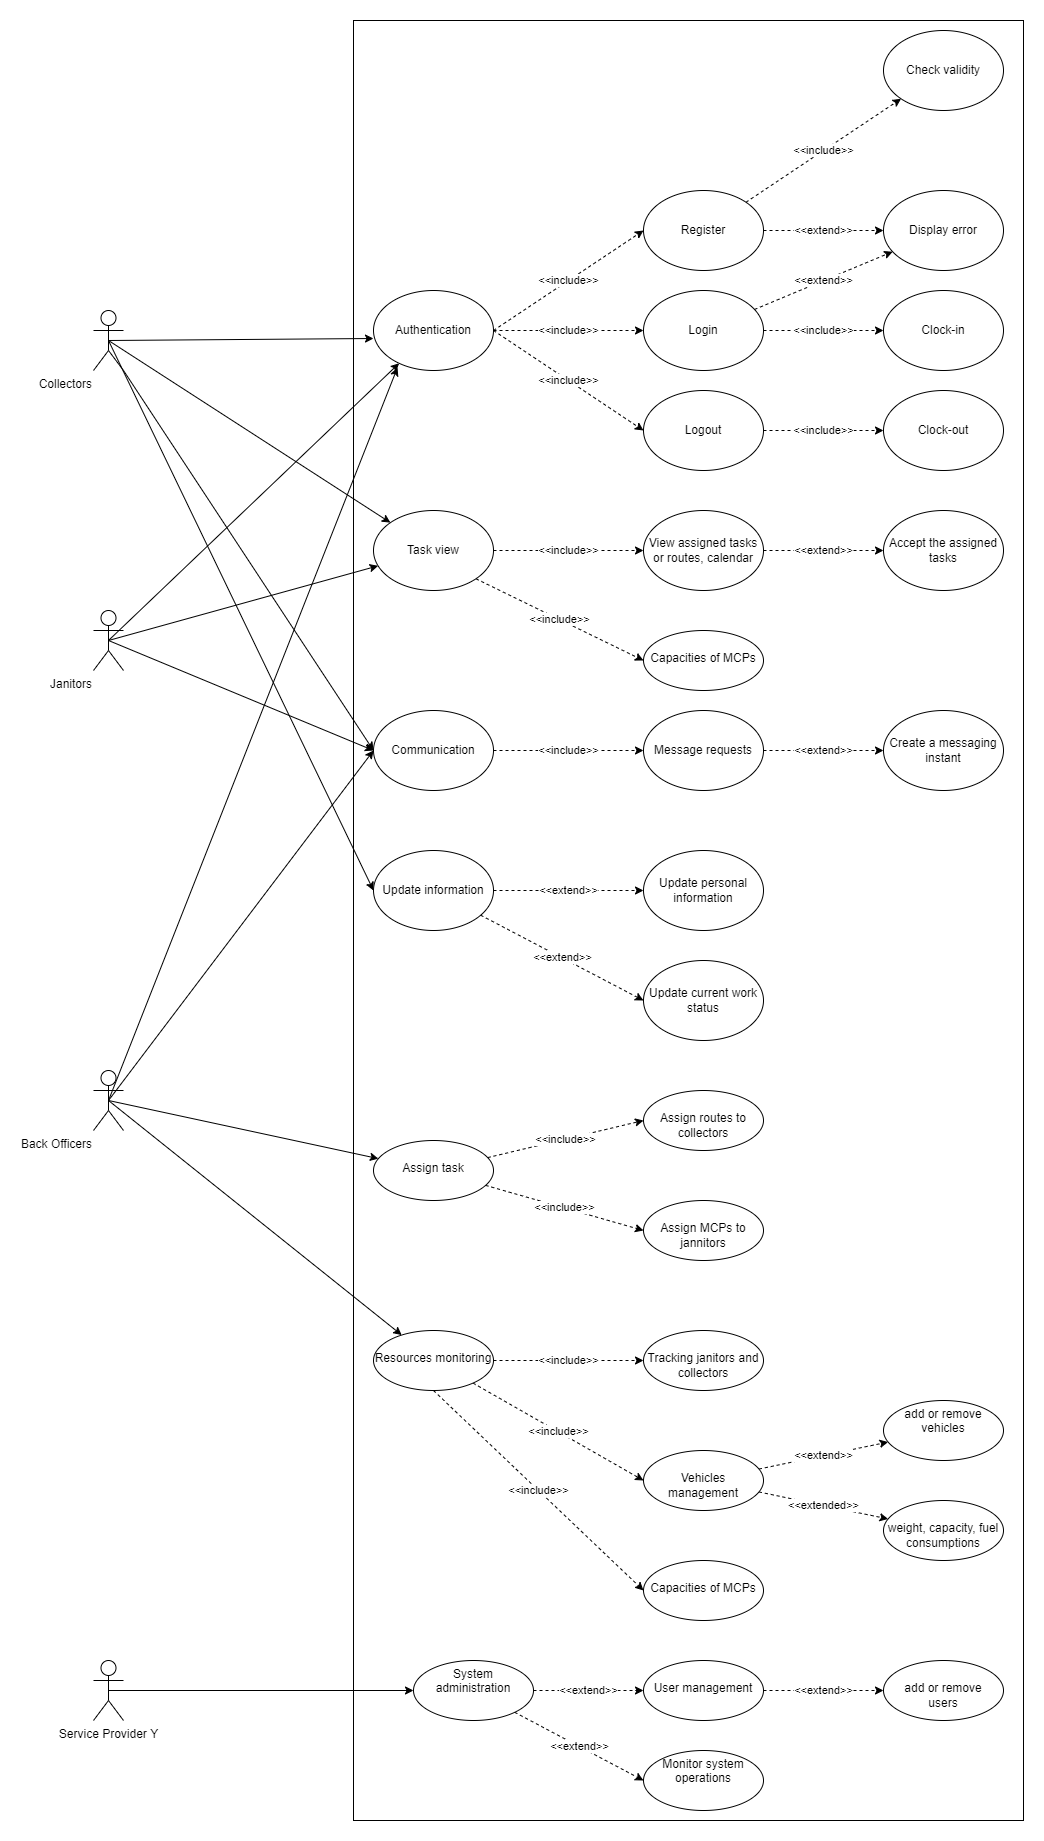 Check validity
<<include>>
Register
<<extend>>
Display error
<<include>>
<<extend>>
Collectors
Authentication
<<include>>
Login
<<include>>
Clock-in
<<include>>
Logout
<<include>>
Clock-out
Task view
<<include>>
View assigned tasks
or routes, calendar
<<extend>>
Accept the assigned
tasks
<<include>>
Capacities of MCPs
Janitors
Communication
<<include>>
Message requests
<<extend>>
Create a messaging
instant
Update information
<<extend>>
Update personal
information
<<extend>>
Update current work
status
Back Officers
Assign task
<<include>>
Assign routes to
collectors
<<include>>
Assign MCPs to
jannitors
Resources monitoring
<<include>>
Tracking janitors and
collectors
<<include>>
Vehicles
management
<<extend>>
add or remove
vehicles
<<extended>>
weight, capacity, fuel
consumptions
<<include>>
Capacities of MCPs
Service Provider Y
System
administration
<<extend>>
User management
<<extend>>
add or remove
users
<<extend>>
Monitor system
operations